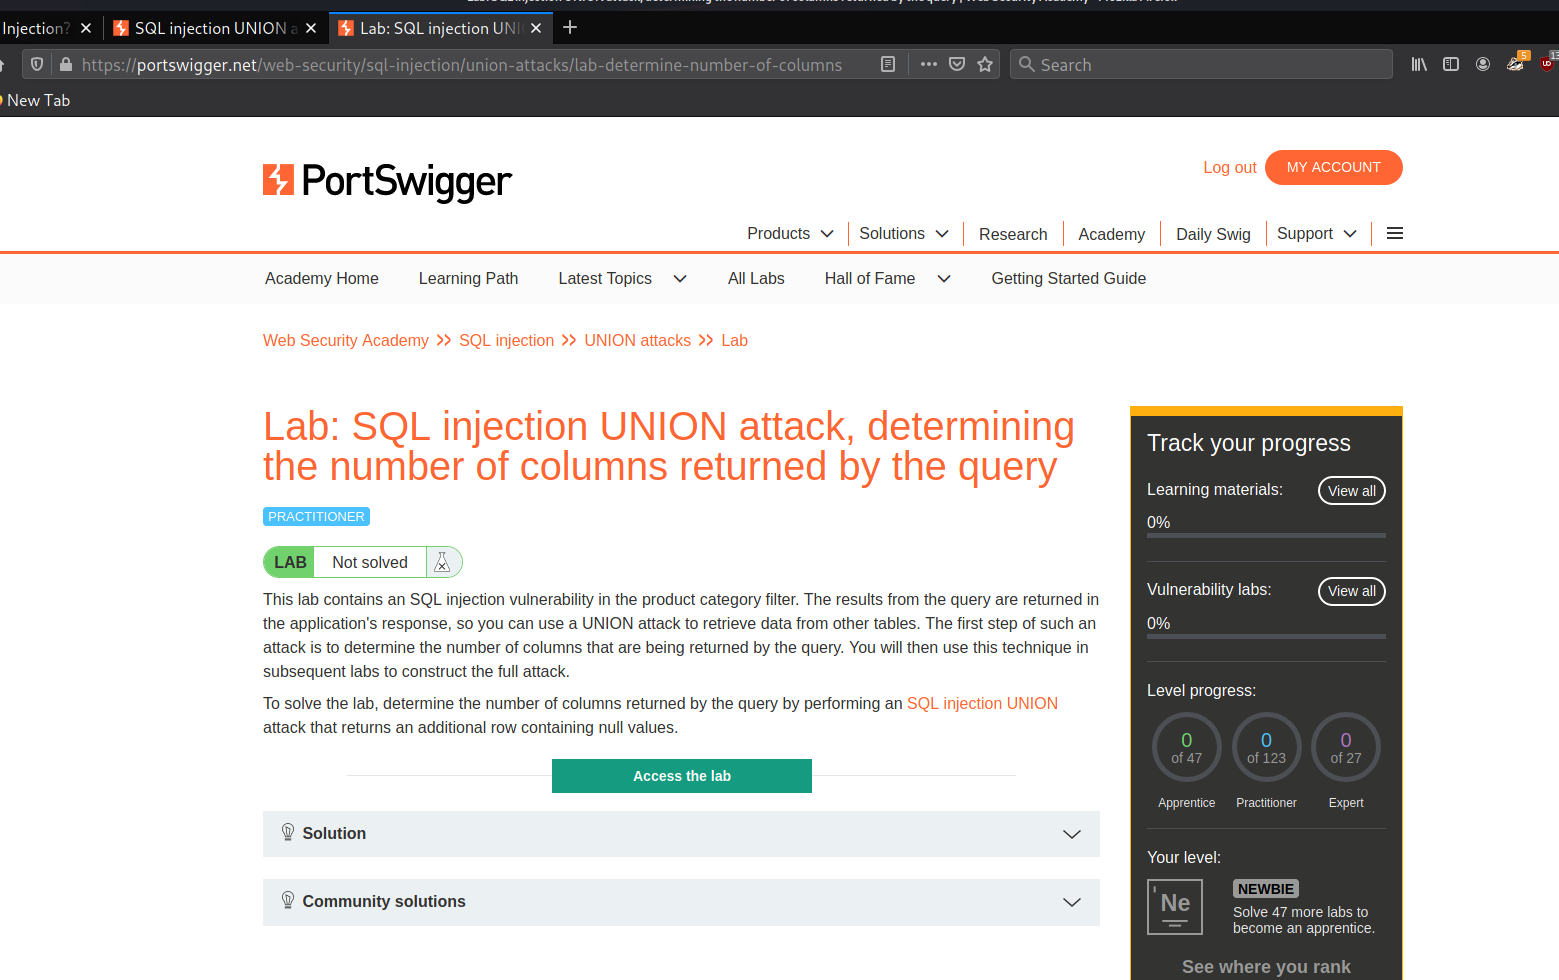 Injection?
SQL injection UNION a
Lab: SQL injection UNI
https://portswigger.net/web-security/sql-injection/union-attacks/lab-determine-number-of-columns
Search
5
13
New Tab
PortSwigger
Log out
MY ACCOUNT
Products
Solutions
Research
Academy
Daily Swig
Support
Academy Home
Learning Path
Latest Topics
All Labs
Hall of Fame
Getting Started Guide
Web Security Academy
SQL injection
UNION attacks
Lab
Lab: SQL injection UNION attack, determining
the number of columns returned by the query
PRACTITIONER
LAB
Not solved
This lab contains an SQL injection vulnerability in the product category filter. The results from the query are returned in
the application's response, so you can use a UNION attack to retrieve data from other tables. The first step of such an
attack is to determine the number of columns that are being returned by the query. You will then use this technique in
subsequent labs to construct the full attack.
To solve the lab, determine the number of columns returned by the query by performing an SQL injection UNION
attack that returns an additional row containing null values.
Access the lab
Solution
Community solutions
Track your progress
Learning materials:
View all
0%
Vulnerability labs:
View all
0%
Level progress:
0
of 47
0
of 123
0
of 27
Apprentice
Practitioner
Expert
Your level:
Ne
NEWBIE
Solve 47 more labs to
become an apprentice.
See where you rank